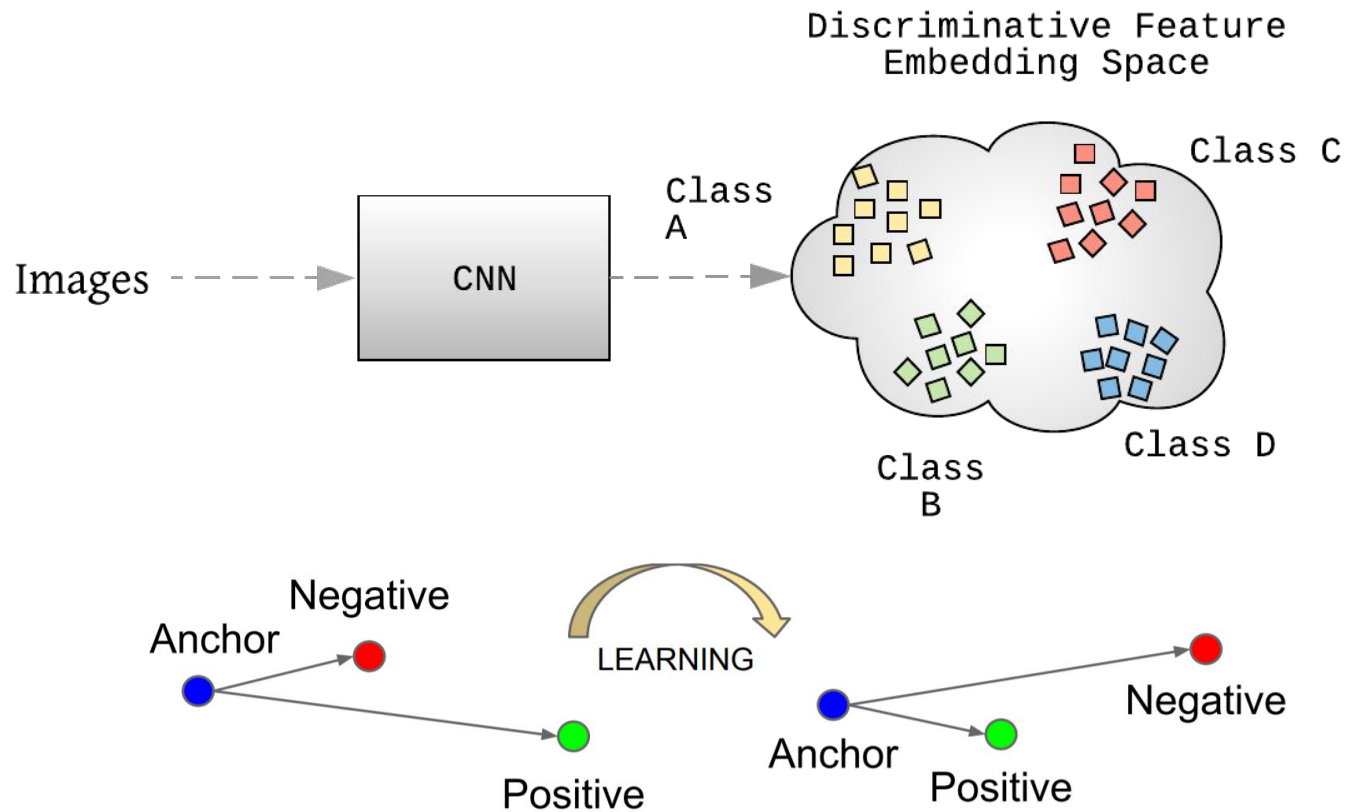 Discriminative Feature
Embedding Space
Class C
Class
A
Images
CNN
Class D
Class
B
Negative
Anchor
LEARNING
Positive
Negative
Anchor
Positive